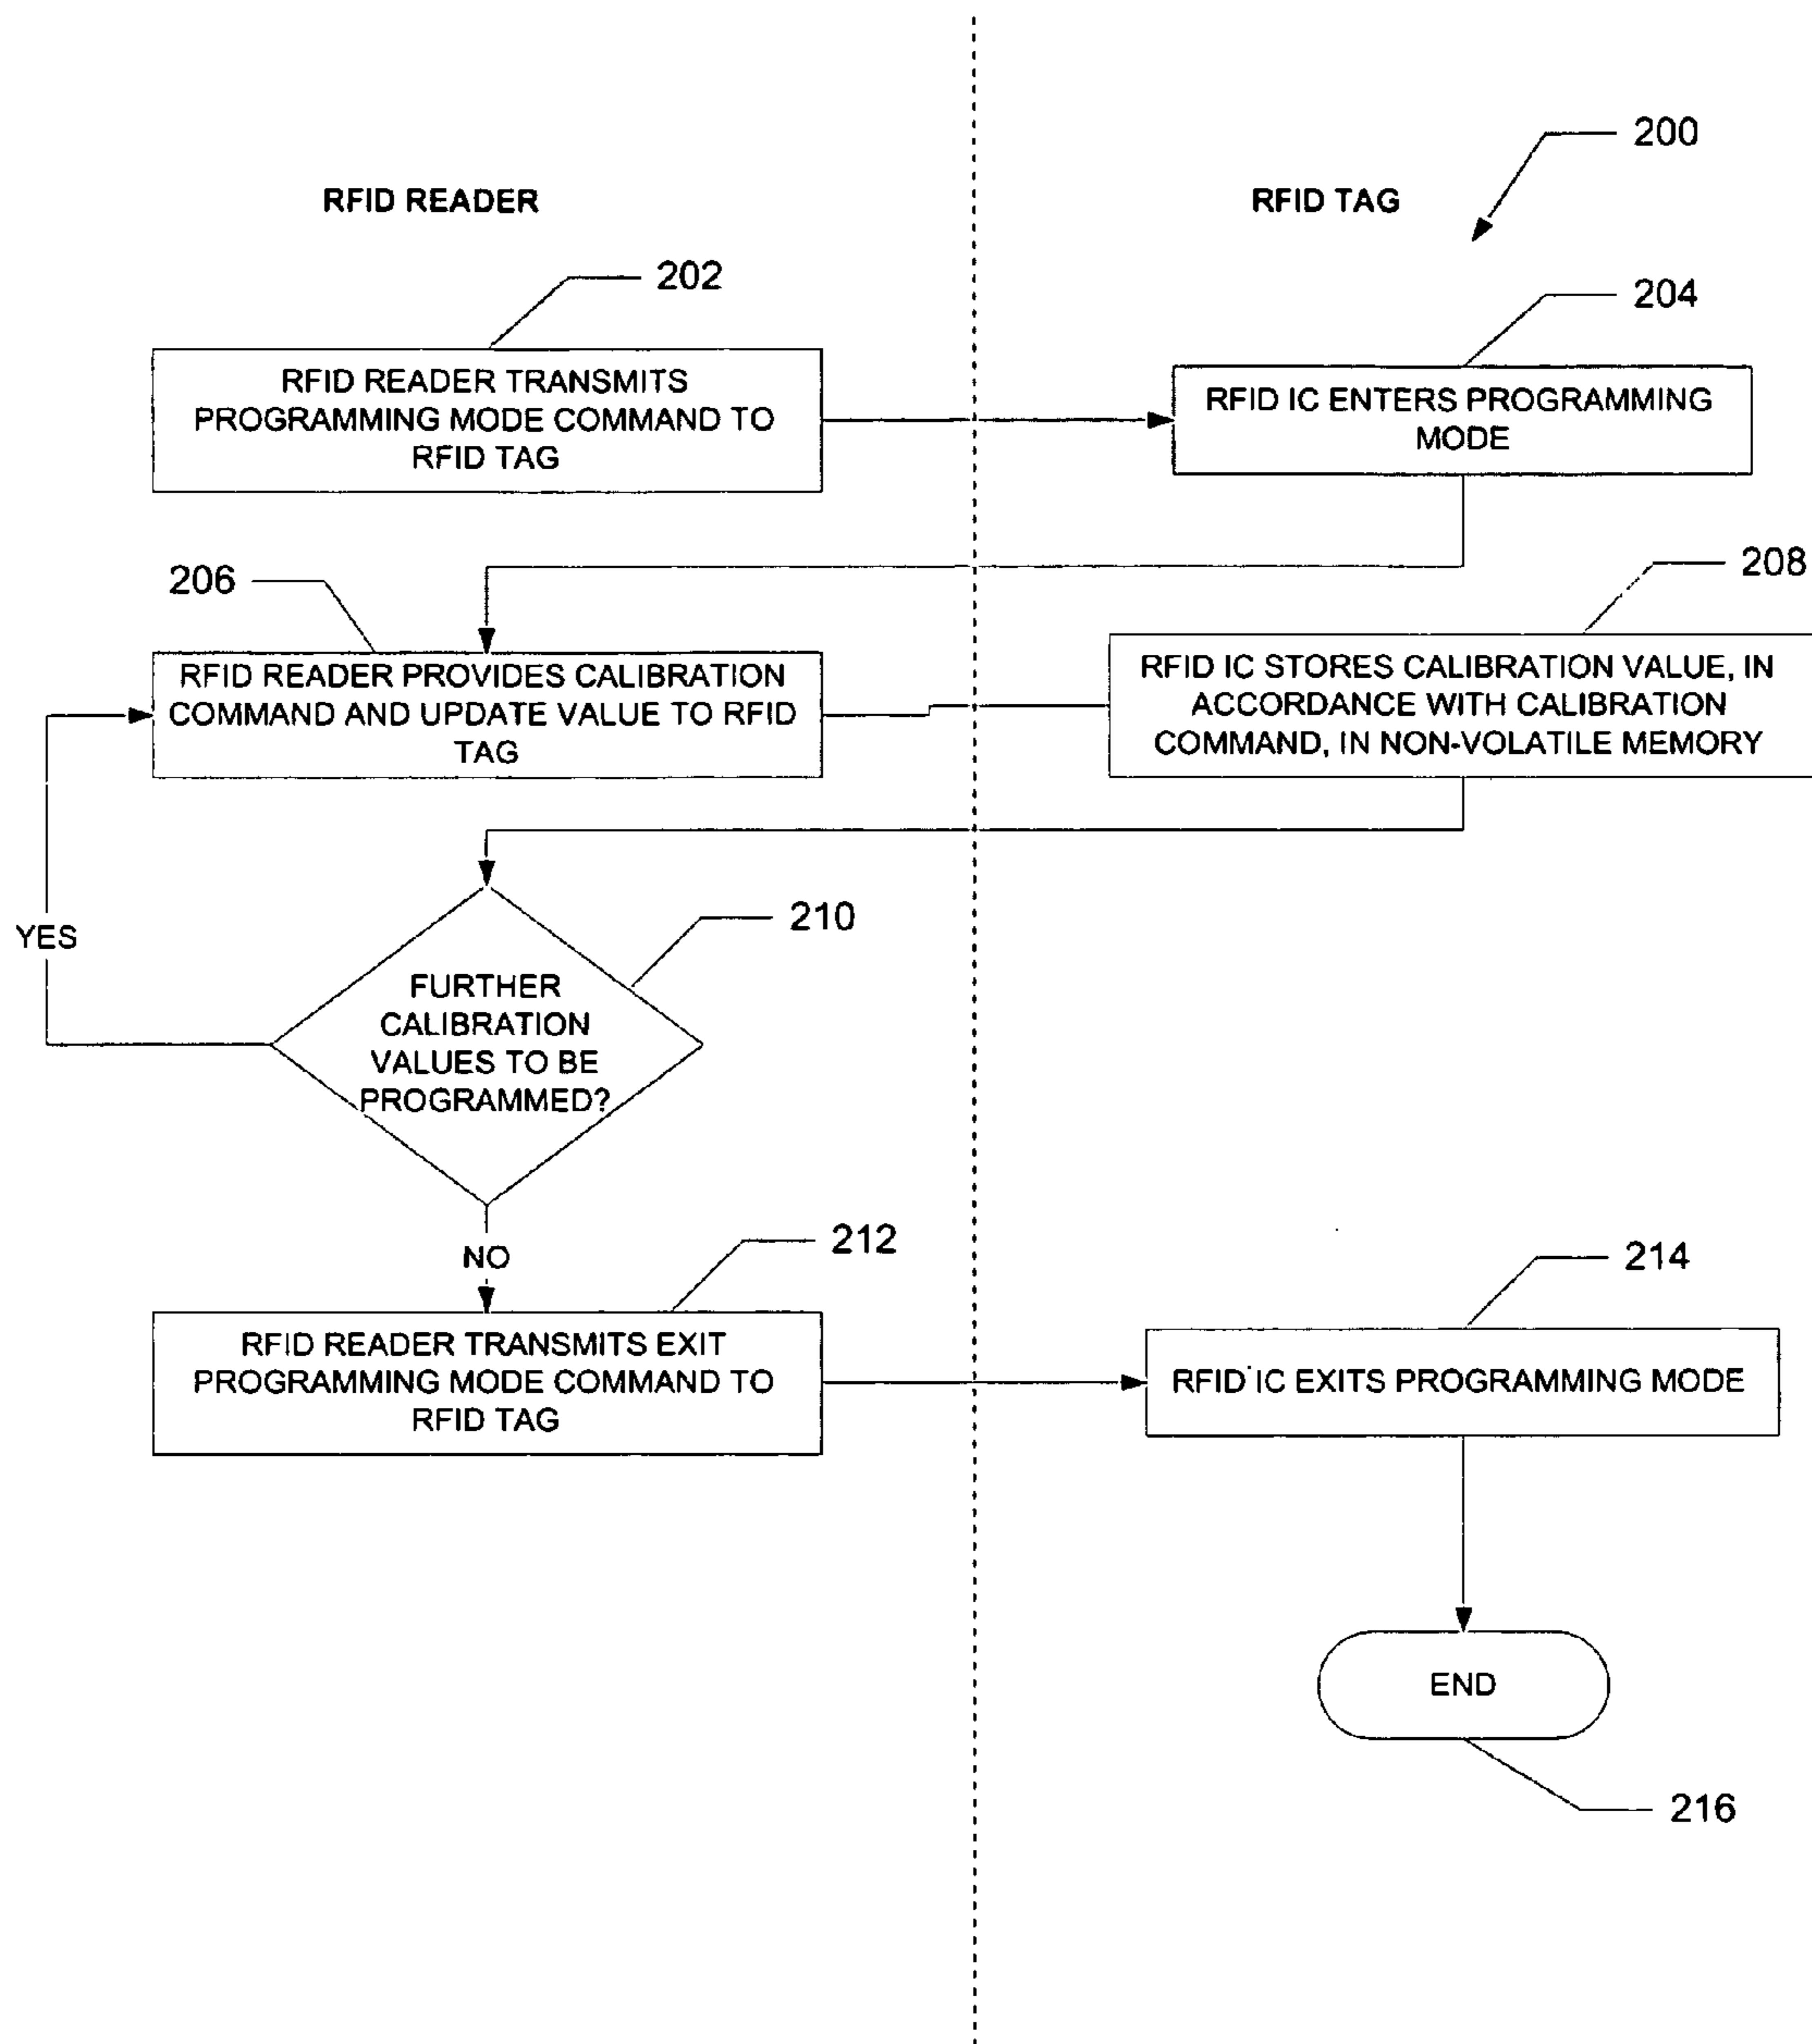 200
RFID READER
RFID TAG
202
204
RFID READER TRANSMITS
PROGRAMMING MODE COMMAND TO
RFID TAG
RFID IC ENTERS PROGRAMMING
MODE
206
208
RFID READER PROVIDES CALIBRATION
COMMAND AND UPDATE VALUE TO RFID
TAG
RFID IC STORES CALIBRATION VALUE, IN
ACCORDANCE WITH CALIBRATION
COMMAND, IN NON-VOLATILE MEMORY
YES
210
FURTHER
CALIBRATION
VALUES TO BE
PROGRAMMED?
NO
212
214
RFID READER TRANSMITS EXIT
PROGRAMMING MODE COMMAND TO
RFID TAG
RFID IC EXITS PROGRAMMING MODE
END
216